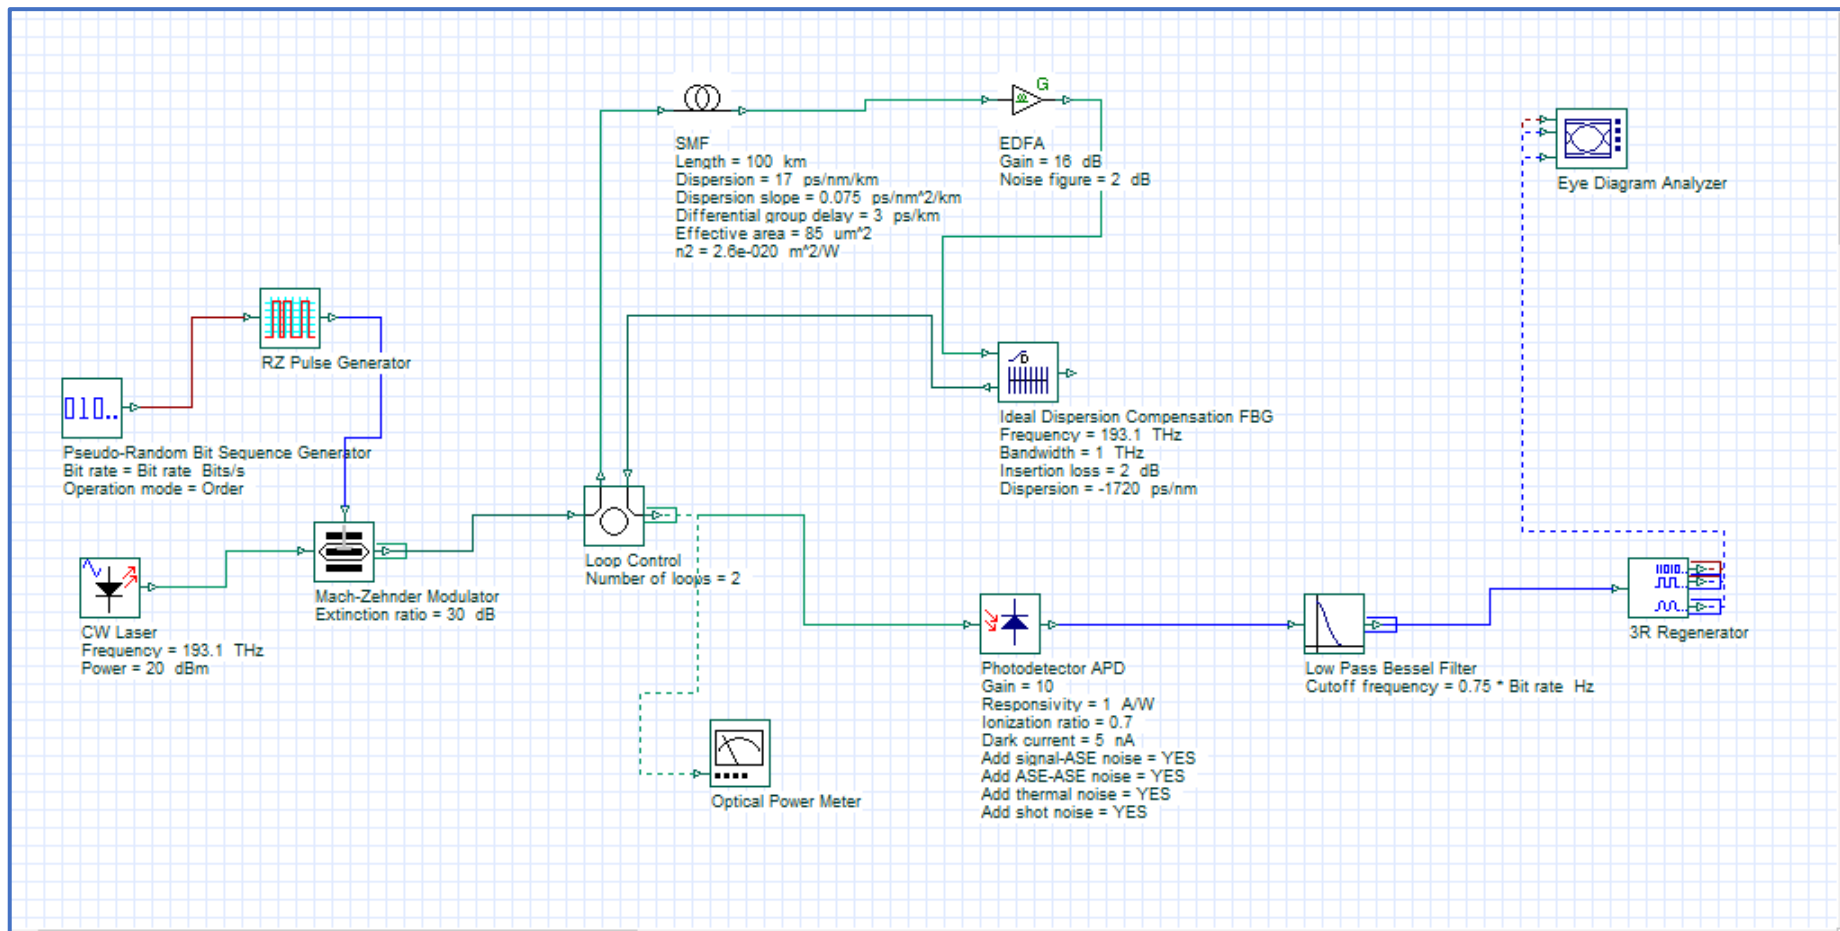 G
SMF
Length = 100 km
Dispersion = 17 ps/nm/km
Dispersion slope = 0.075 ps/nm^2/km
Differential group delay = 3 ps/km
Effective area = 85 um^2
n2 = 2.6e-020 m^2/W
EDFA
Gain = 16 dB
Noise figure = 2 dB
Eye Diagram Analyzer
RZ Pulse Generator
010..
Pseudo-Random Bit Sequence Generator
Bit rate = Bit rate Bits/s
Operation mode = Order
D
Ideal Dispersion Compensation FBG
Frequency = 193.1 THz
Bandwidth = 1 THz
Insertion loss = 2 dB
Dispersion = -1720 ps/nm
Loop Control
Number of loops = 2
Mach-Zehnder Modulator
Extinction ratio = 30 dB
CW Laser
Frequency = 193.1 THz
Power = 20 dBm
Photodetector APD
Gain = 10
Responsivity = 1 A/W
Ionization ratio = 0.7
Dark current = 5 nA
Add signal-ASE noise = YES
Add ASE-ASE noise = YES
Add thermal noise = YES
Add shot noise = YES
Optical Power Meter
Low Pass Bessel Filter
Cutoff frequency = 0.75 * Bit rate Hz
11010..
3R Regenerator